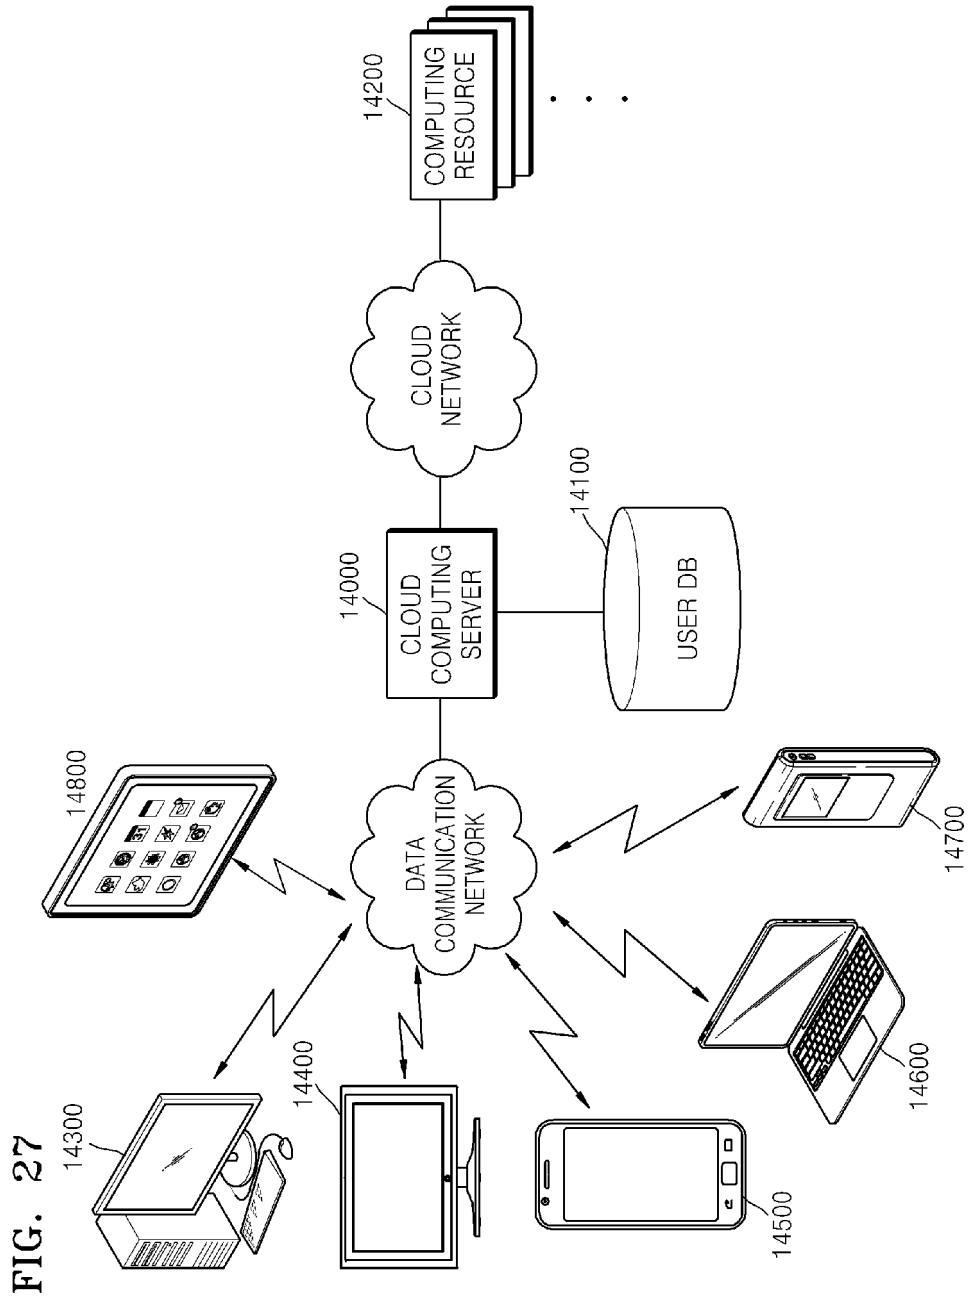 FIG. 27
14300
14800
14400
14500
14600
14700
DATA
COMMUNICATION
NETWORK
14000
CLOUD
COMPUTING
SERVER
14100
USER DB
CLOUD
NETWORK
14200
COMPUTING
RESOURCE
31